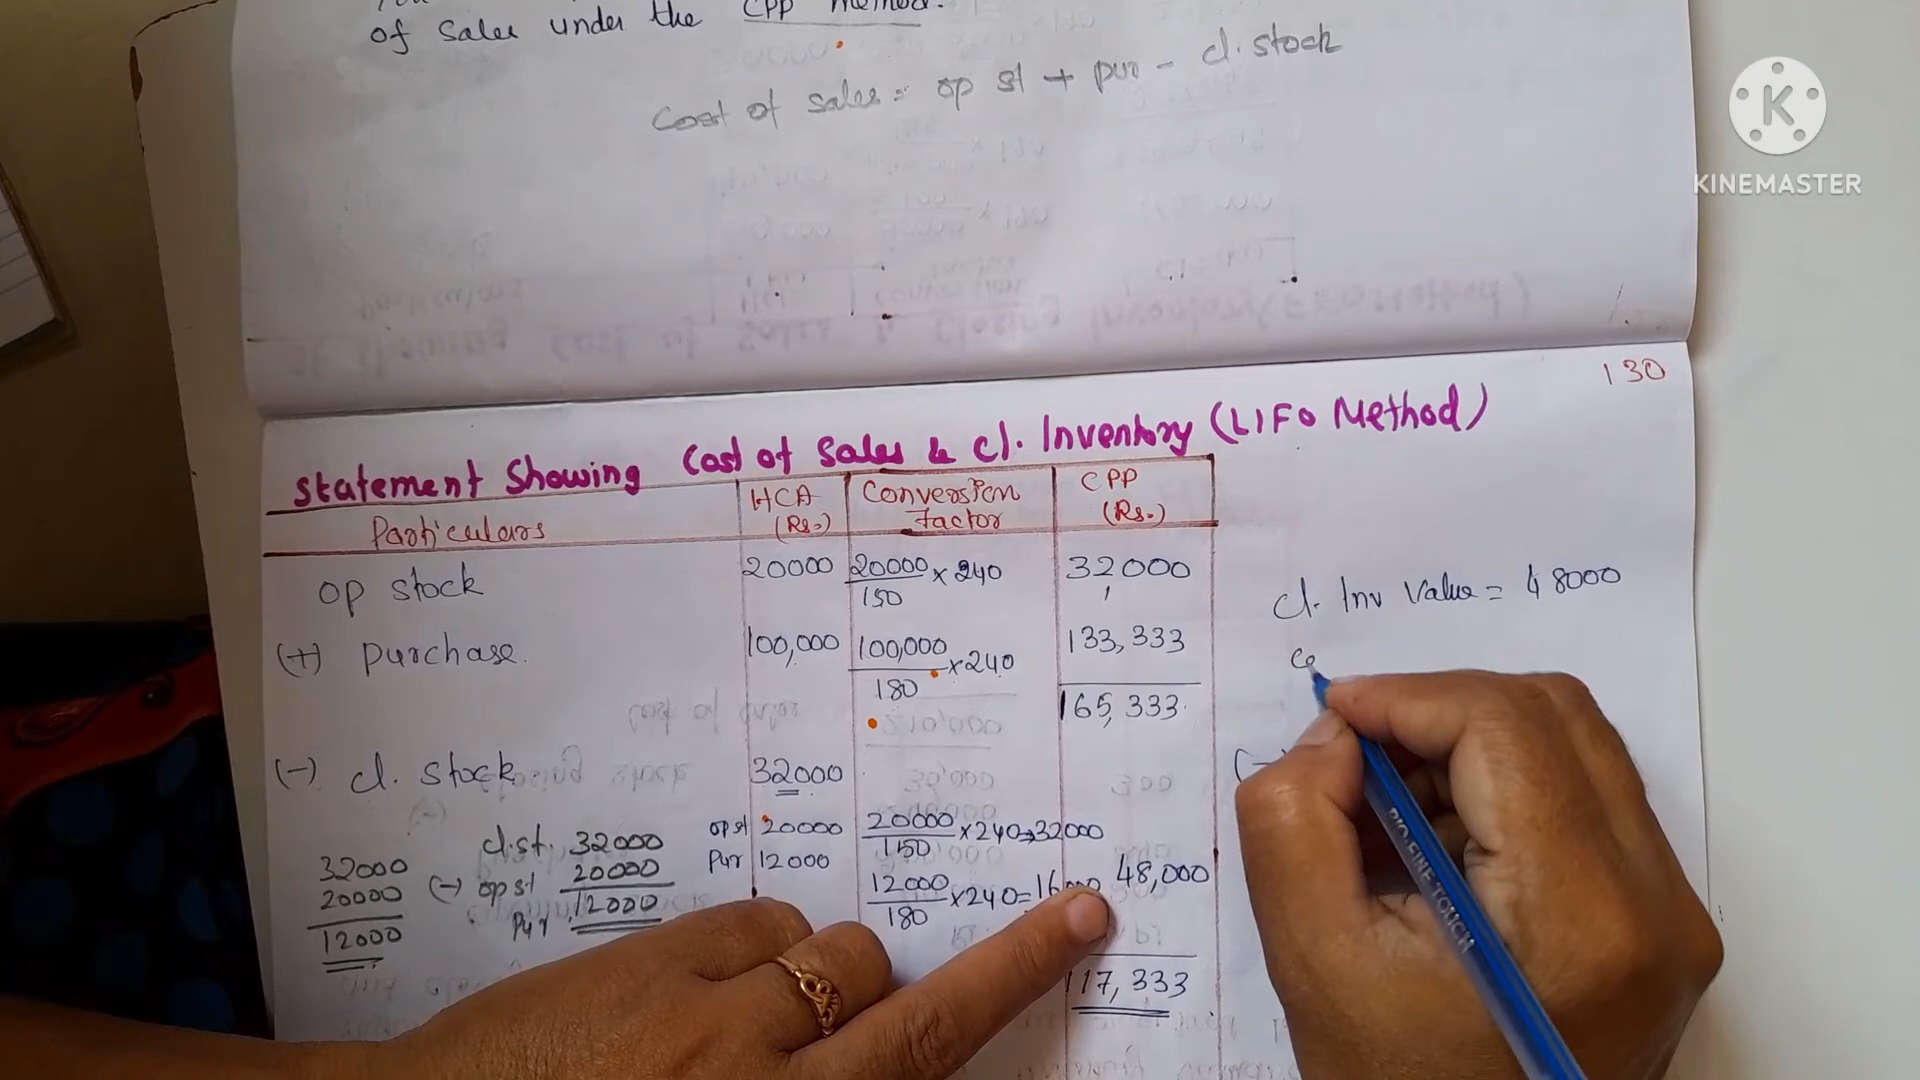 of sales under the CPP method.
Cost of sales = op st + pur - cl. stock
KINEMASTER
130
Statement Showing Cost of Sales & Cl. Inventory (LIFO Method)
Particulars HCA (Rs.) Conversion Factor CPP (Rs.)
op stock 20000 20000/150 × 240 32000
(+) purchase. 100,000 100,000/180 × 240 133,333
165,333
(-) cl. stock 32000
op st 20000 20000/150 × 240 → 32000
Pur 12000 12000/180 × 240 = 48,000
117,333
32000
20000
12000
cl. st. 32000
(-) op st 20000
Pur 12000
Cl. Inv Value = 48000
co
(-)